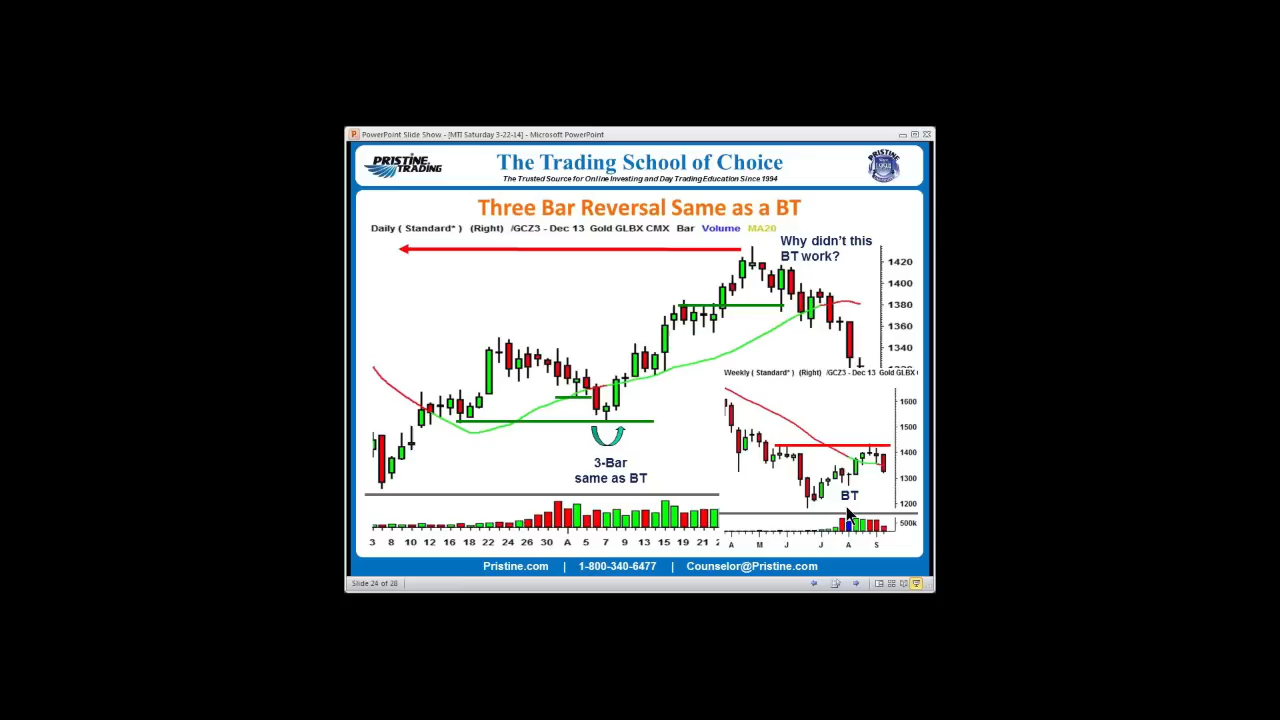 PowerPoint Slide Show - [MTI Saturday 3-22-14] - Microsoft PowerPoint
PRISTINE TRADING
The Trading School of Choice
The Trusted Source for Online Investing and Day Trading Education Since 1994
PRISTINE
1994
Three Bar Reversal Same as a BT
Daily ( Standard* ) (Right) /GCZ3 - Dec 13 Gold GLBX CMX Bar Volume MA20
Why didn't this
BT work?
1420
1400
1380
1360
1340
Weekly ( Standard* ) (Right) /GCZ3 - Dec 13 Gold GLBX
1600
1500
1400
1300
1200
500k
3-Bar
same as BT
BT
3 8 10 12 16 18 22 24 26 30 A 5 7 9 13 15 19 21
A M J J A S
Pristine.com | 1-800-340-6477 | Counselor@Pristine.com
Slide 24 of 28